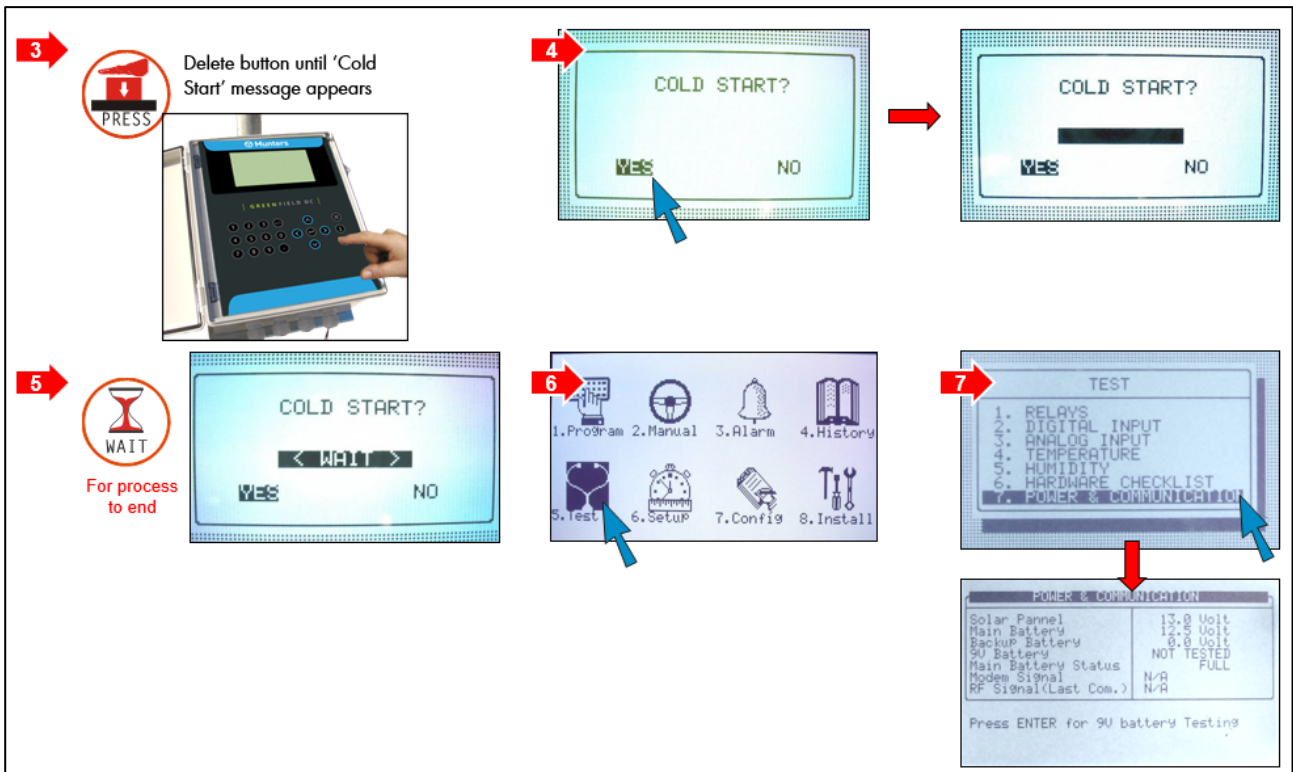 3
Delete button until 'Cold
Start' message appears
PRESS
Munters
| GREENFIELD DC |
4
COLD START?
YES NO
COLD START?
YES NO
5
WAIT
For process
to end
COLD START?
< WAIT >
YES NO
6
1.Program 2.Manual 3.Alarm 4.History
5.Test 6.Setup 7.Config 8.Install
7
TEST
1. RELAYS
2. DIGITAL INPUT
3. ANALOG INPUT
4. TEMPERATURE
5. HUMIDITY
6. HARDWARE CHECKLIST
7. POWER & COMMUNICATION
POWER & COMMUNICATION
Solar Pannel 13.0 Volt
Main Battery 12.5 Volt
Backup Battery 0.0 Volt
9V Battery NOT TESTED
Main Battery Status FULL
Modem Signal N/A
RF Signal(Last Com.) N/A
Press ENTER for 9V battery Testing